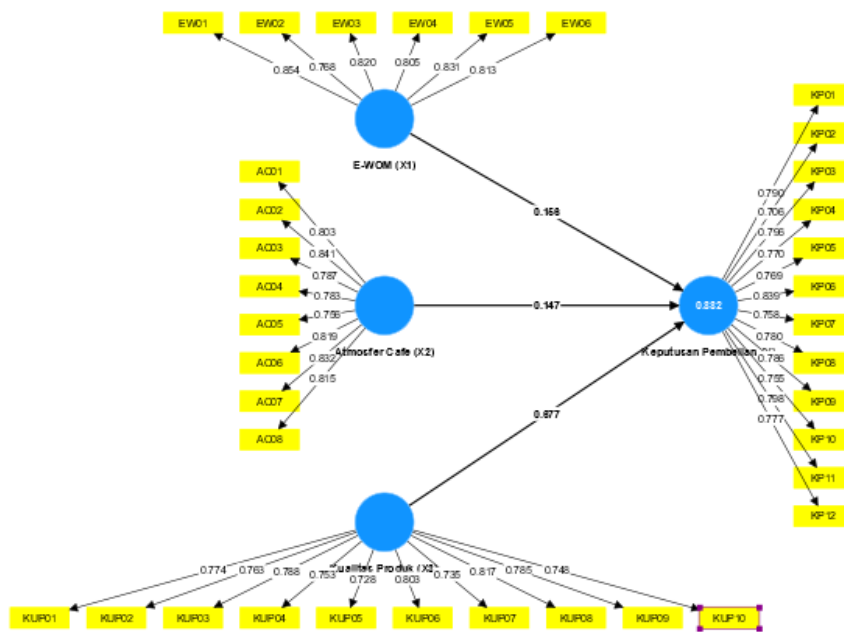 EW01 EW02 EW03 EW04 EW05 EW06
0.854 0.768 0.820 0.805 0.831 0.813
E-WOM (X1)
AC01
AC02
AC03
AC04
AC05
AC06
AC07
AC08
0.803
0.841
0.787
0.783
0.756
0.819
0.832
0.815
Atmosfer Cafe (X2)
0.156
0.147
0.677
0.882
Keputusan Pembelian
KP01
KP02
KP03
KP04
KP05
KP06
KP07
KP08
KP09
KP10
KP11
KP12
0.790
0.706
0.796
0.770
0.769
0.839
0.758
0.780
0.786
0.755
0.798
0.777
Kualitas Produk (X3)
0.774 0.763 0.788 0.753 0.728 0.803 0.735 0.817 0.785 0.748
KUP01 KUP02 KUP03 KUP04 KUP05 KUP06 KUP07 KUP08 KUP09 KUP10